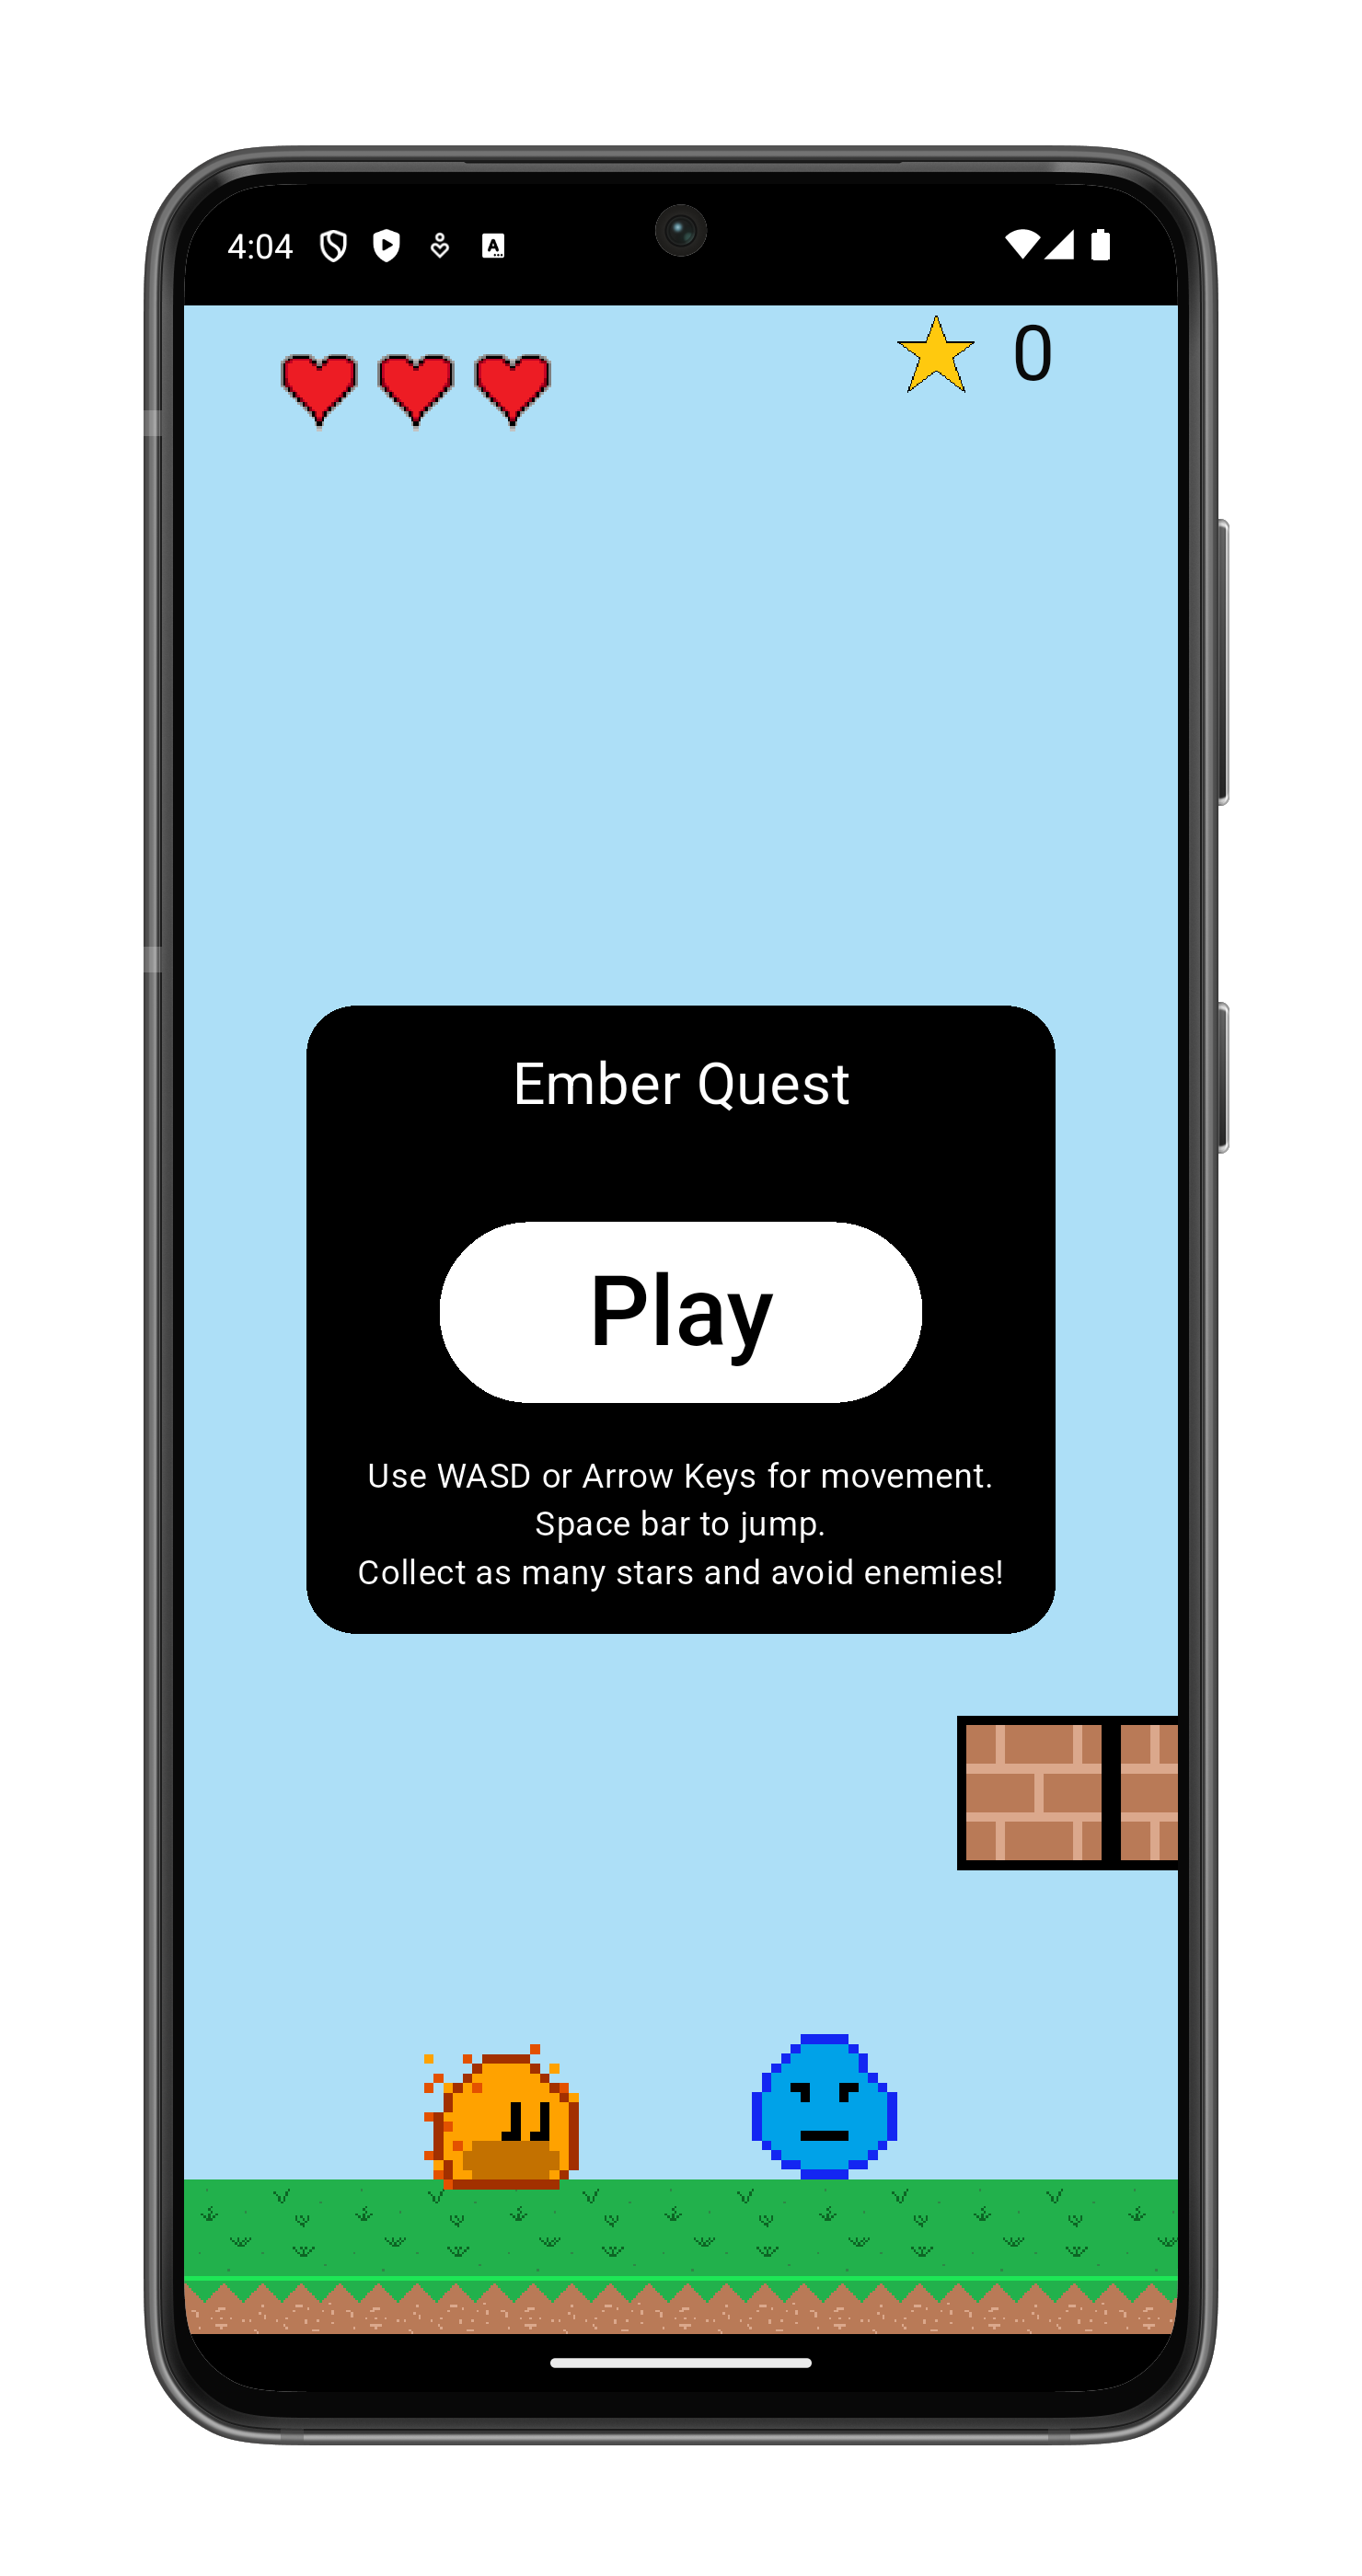 4:04
0
Ember Quest
Play
Use WASD or Arrow Keys for movement.
Space bar to jump.
Collect as many stars and avoid enemies!